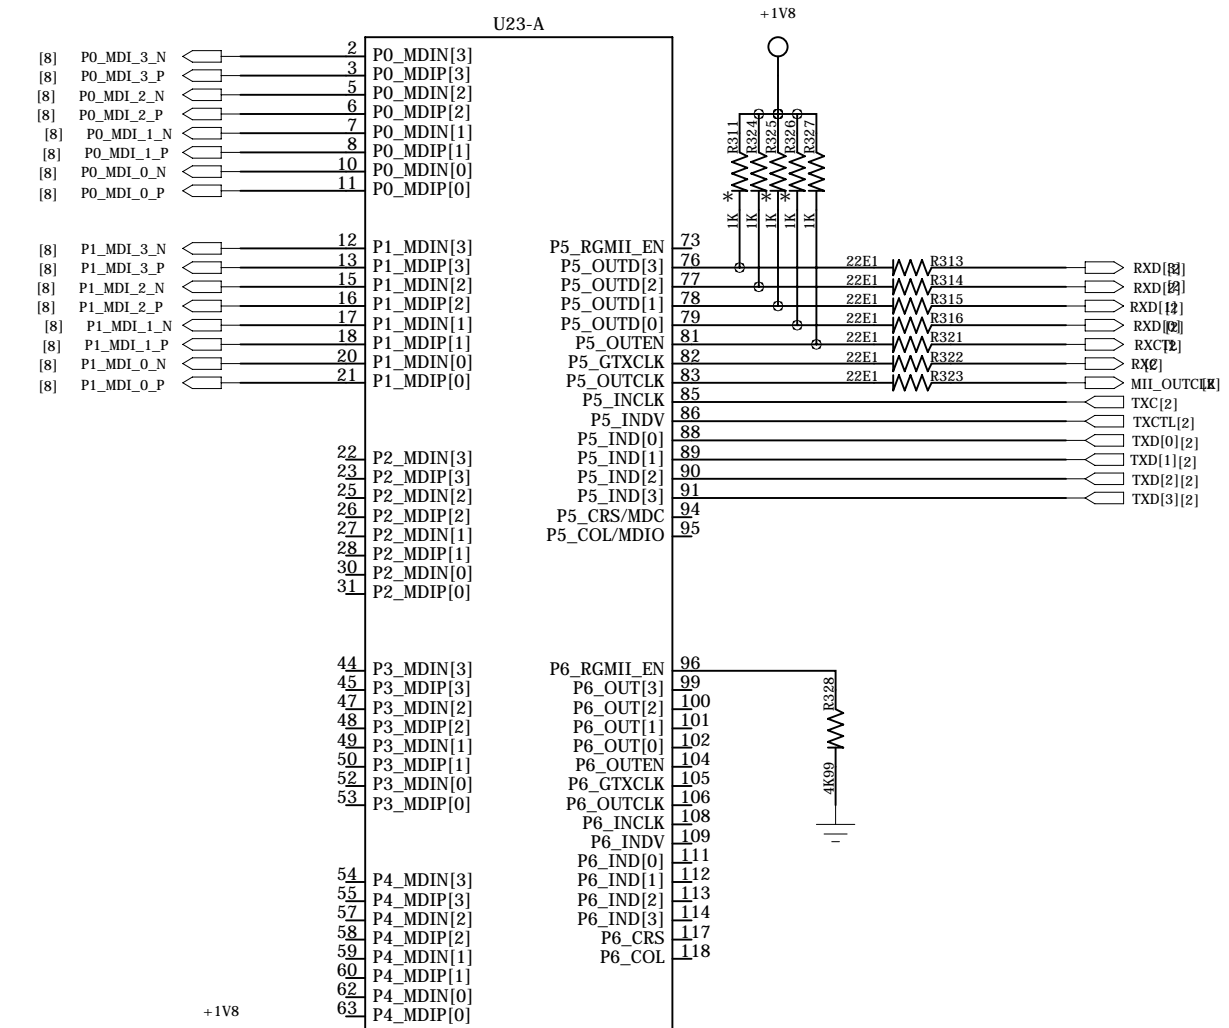 U23-A
+1V8
[8] P0_MDI_3_N 2 P0_MDIN[3]
[8] P0_MDI_3_P 3 P0_MDIP[3]
[8] P0_MDI_2_N 5 P0_MDIN[2]
[8] P0_MDI_2_P 6 P0_MDIP[2]
[8] P0_MDI_1_N 7 P0_MDIN[1]
[8] P0_MDI_1_P 8 P0_MDIP[1]
[8] P0_MDI_0_N 10 P0_MDIN[0]
[8] P0_MDI_0_P 11 P0_MDIP[0]
R311 R324 R325 R326 R327
* * *
1K 1K 1K 1K 1K
[8] P1_MDI_3_N 12 P1_MDIN[3] P5_RGMII_EN 73
[8] P1_MDI_3_P 13 P1_MDIP[3] P5_OUTD[3] 76 22E1 R313
[8] P1_MDI_2_N 15 P1_MDIN[2] P5_OUTD[2] 77 22E1 R314
[8] P1_MDI_2_P 16 P1_MDIP[2] P5_OUTD[1] 78 22E1 R315
[8] P1_MDI_1_N 17 P1_MDIN[1] P5_OUTD[0] 79 22E1 R316
[8] P1_MDI_1_P 18 P1_MDIP[1] P5_OUTEN 81 22E1 R321
[8] P1_MDI_0_N 20 P1_MDIN[0] P5_GTXCLK 82 22E1 R322
[8] P1_MDI_0_P 21 P1_MDIP[0] P5_OUTCLK 83 22E1 R323
P5_INCLK 85 TXC[2]
P5_INDV 86 TXCTL[2]
P5_IND[0] 88 TXD[0][2]
22 P2_MDIN[3] P5_IND[1] 89 TXD[1][2]
23 P2_MDIP[3] P5_IND[2] 90 TXD[2][2]
25 P2_MDIN[2] P5_IND[3] 91 TXD[3][2]
26 P2_MDIP[2] P5_CRS/MDC 94
27 P2_MDIN[1] P5_COL/MDIO 95
28 P2_MDIP[1]
30 P2_MDIN[0]
31 P2_MDIP[0]
44 P3_MDIN[3] P6_RGMII_EN 96
45 P3_MDIP[3] P6_OUT[3] 99
47 P3_MDIN[2] P6_OUT[2] 100
48 P3_MDIP[2] P6_OUT[1] 101
49 P3_MDIN[1] P6_OUT[0] 102
50 P3_MDIP[1] P6_OUTEN 104
52 P3_MDIN[0] P6_GTXCLK 105
53 P3_MDIP[0] P6_OUTCLK 106
R328
4K99
P6_INCLK 108
P6_INDV 109
P6_IND[0] 111
54 P4_MDIN[3] P6_IND[1] 112
55 P4_MDIP[3] P6_IND[2] 113
57 P4_MDIN[2] P6_IND[3] 114
58 P4_MDIP[2] P6_CRS 117
59 P4_MDIN[1] P6_COL 118
60 P4_MDIP[1]
62 P4_MDIN[0]
63 P4_MDIP[0]
+1V8